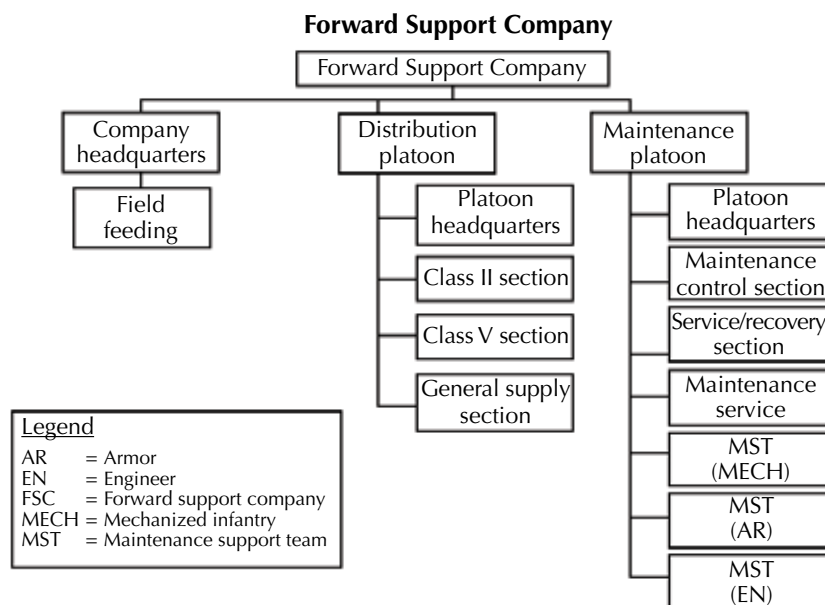 Forward Support Company
Forward Support Company
Company
headquarters
Field
feeding
Distribution
platoon
Platoon
headquarters
Class II section
Class V section
General supply
section
Maintenance
platoon
Platoon
headquarters
Maintenance
control section
Service/recovery
section
Maintenance
service
MST
(MECH)
MST
(AR)
MST
(EN)
Legend
AR = Armor
EN = Engineer
FSC = Forward support company
MECH = Mechanized infantry
MST = Maintenance support team